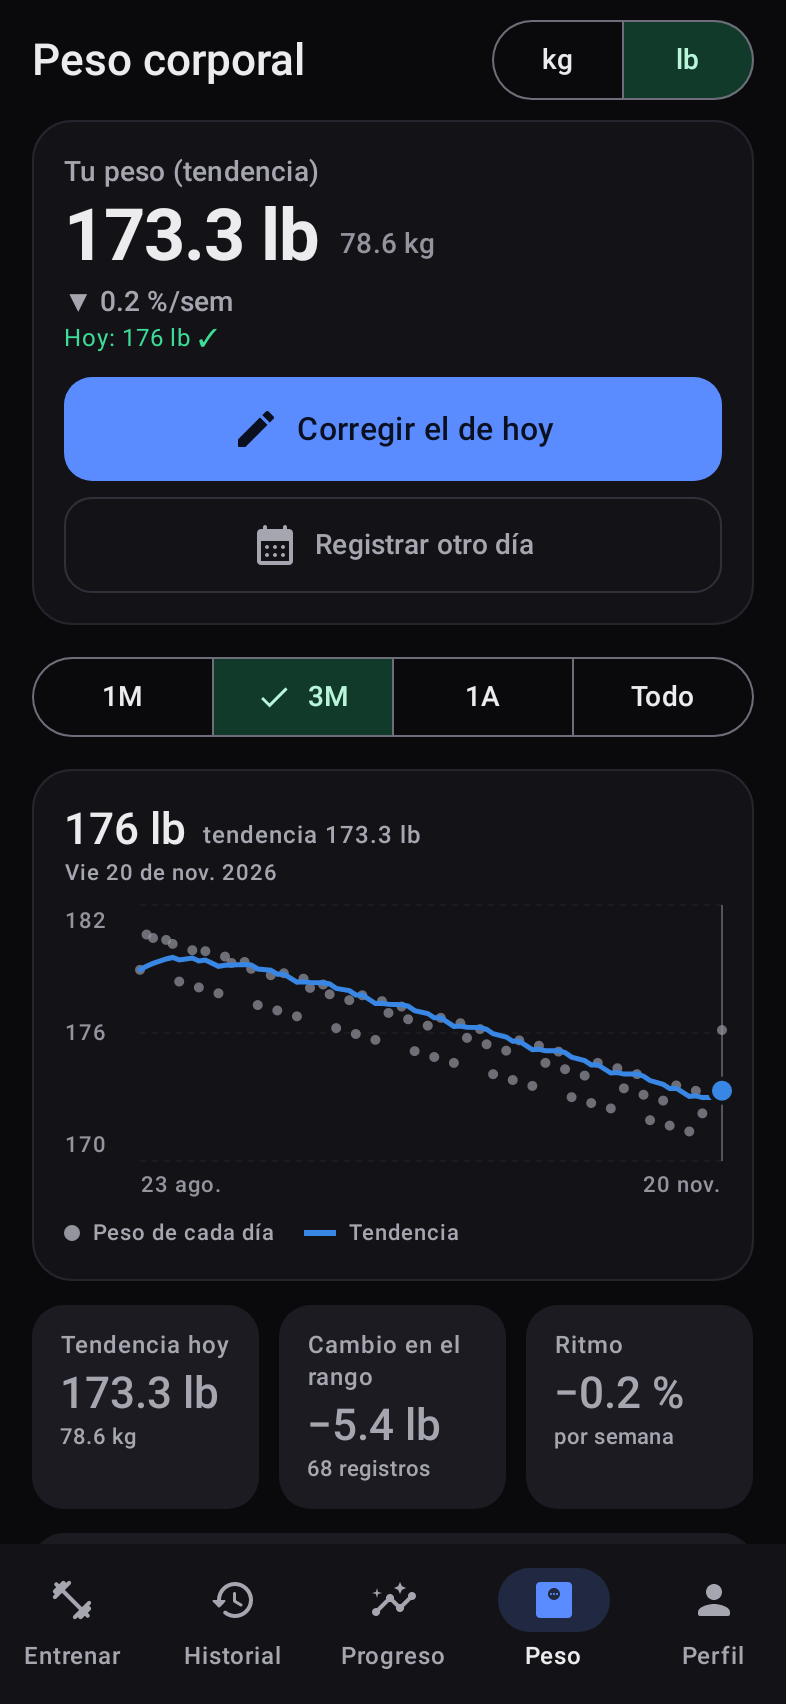 Peso corporal
kg
lb
Tu peso (tendencia)
173.3 lb 78.6 kg
▼ 0.2 %/sem
Hoy: 176 lb ✓
Corregir el de hoy
Registrar otro día
1M
3M
1A
Todo
176 lb tendencia 173.3 lb
Vie 20 de nov. 2026
182
176
170
23 ago.
20 nov.
Peso de cada día
Tendencia
Tendencia hoy
173.3 lb
78.6 kg
Cambio en el
rango
−5.4 lb
68 registros
Ritmo
−0.2 %
por semana
Entrenar
Historial
Progreso
Peso
Perfil